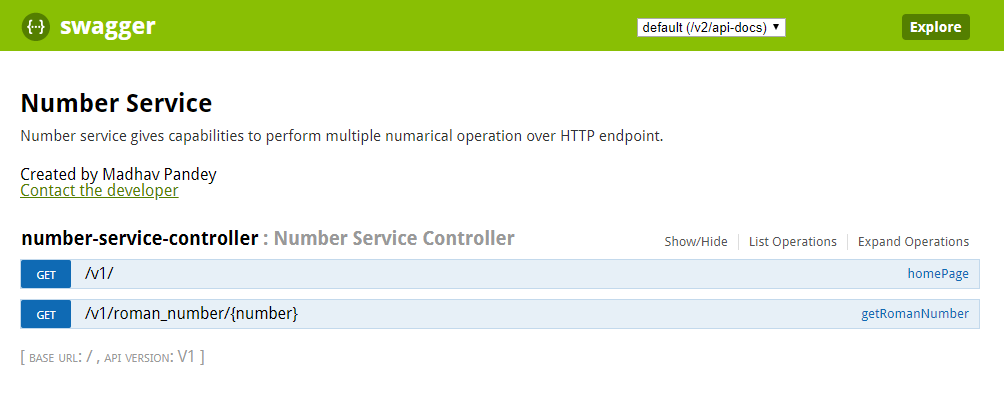 {··} swagger default (/v2/api-docs) ▼ Explore
Number Service
Number service gives capabilities to perform multiple numarical operation over HTTP endpoint.
Created by Madhav Pandey
Contact the developer
number-service-controller : Number Service Controller Show/Hide List Operations Expand Operations
GET /v1/ homePage
GET /v1/roman_number/{number} getRomanNumber
[ BASE URL: / , API VERSION: V1 ]